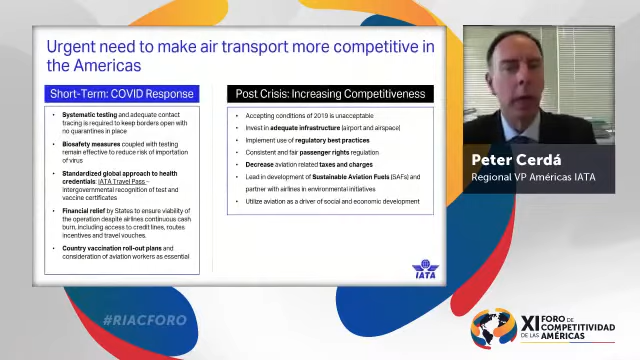 Urgent need to make air transport more competitive in
the Americas
Short-Term: COVID Response
• Systematic testing and adequate contact
tracing is required to keep borders open with
no quarantines in place
• Biosafety measures coupled with testing
remain effective to reduce risk of importation
of virus
• Standardized global approach to health
credentials: IATA Travel Pass –
intergovernmental recognition of test and
vaccine certificates
• Financial relief by States to ensure viability of
the operation despite airlines continuous cash
burn, including access to credit lines, routes
incentives and travel vouches.
• Country vaccination roll-out plans and
consideration of aviation workers as essential
Post Crisis: Increasing Competitiveness
• Accepting conditions of 2019 is unacceptable
• Invest in adequate infrastructure (airport and airspace)
• Implement use of regulatory best practices
• Consistent and fair passenger rights regulation
• Decrease aviation related taxes and charges
• Lead in development of Sustainable Aviation Fuels (SAFs) and
partner with airlines in environmental initiatives
• Utilize aviation as a driver of social and economic development
IATA
Peter Cerdá
Regional VP Américas IATA
#RIACFORO
XI FORO
DE COMPETITIVIDAD
DE LAS AMÉRICAS